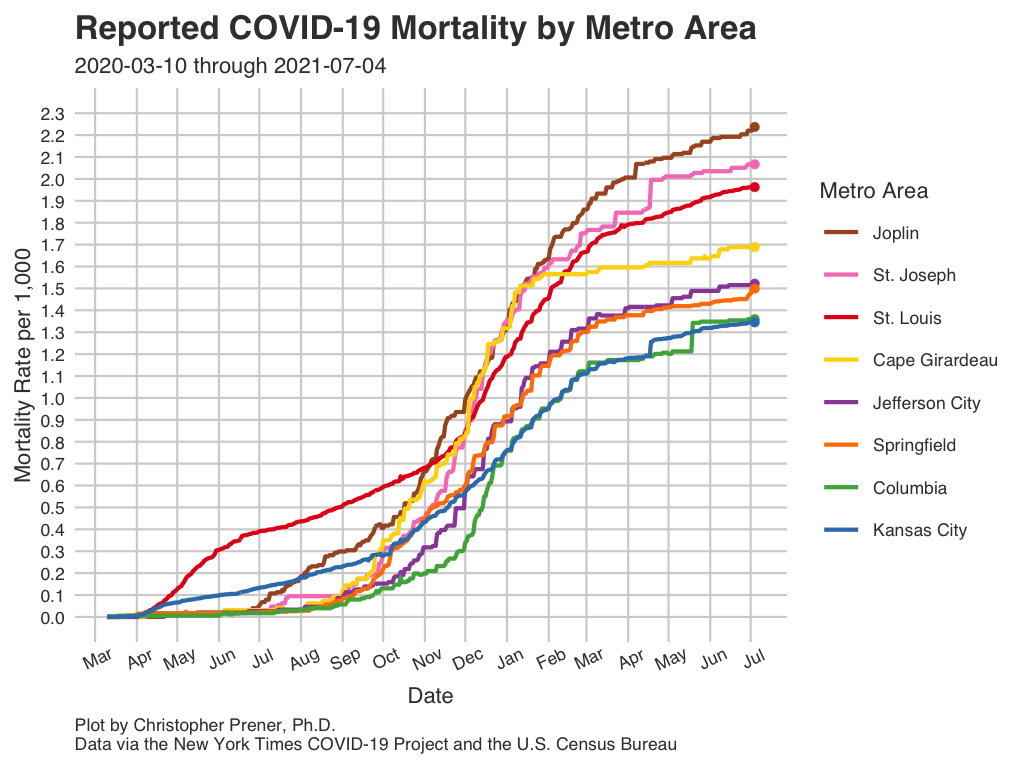 Reported COVID-19 Mortality by Metro Area
2020-03-10 through 2021-07-04
Mortality Rate per 1,000
2.3
2.2
2.1
2.0
1.9
1.8
1.7
1.6
1.5
1.4
1.3
1.2
1.1
1.0
0.9
0.8
0.7
0.6
0.5
0.4
0.3
0.2
0.1
0.0
Mar Apr May Jun Jul Aug Sep Oct Nov Dec Jan Feb Mar Apr May Jun Jul
Date
Metro Area
Joplin
St. Joseph
St. Louis
Cape Girardeau
Jefferson City
Springfield
Columbia
Kansas City
Plot by Christopher Prener, Ph.D.
Data via the New York Times COVID-19 Project and the U.S. Census Bureau